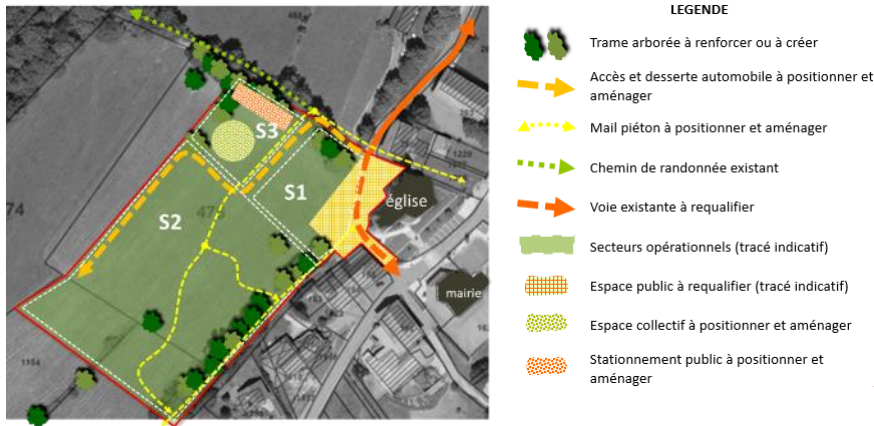 LEGENDE
Trame arborée à renforcer ou à créer
Accès et desserte automobile à positionner et
aménager
Mail piéton à positionner et aménager
Chemin de randonnée existant
Voie existante à requalifier
Secteurs opérationnels (tracé indicatif)
Espace public à requalifier (tracé indicatif)
Espace collectif à positionner et aménager
Stationnement public à positionner et
aménager
S3
S1
S2
église
mairie
74
1220
1154